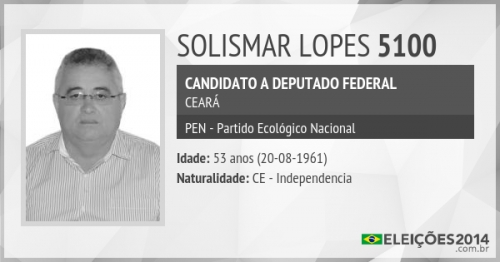 SOLISMAR LOPES 5100
CANDIDATO A DEPUTADO FEDERAL
CEARÁ
PEN - Partido Ecológico Nacional
Idade: 53 anos (20-08-1961)
Naturalidade: CE - Independencia
ELEIÇÕES2014
.com.br